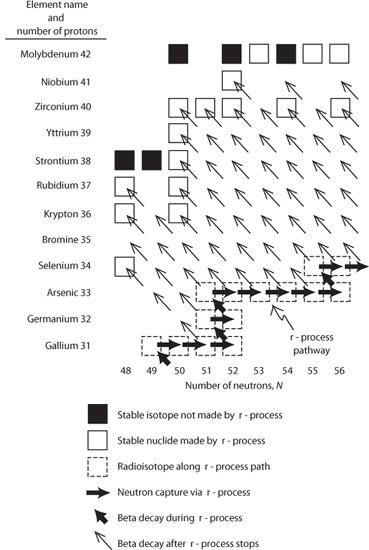 Element name
and
number of protons
Molybdenum 42
Niobium 41
Zirconium 40
Yttrium 39
Strontium 38
Rubidium 37
Krypton 36
Bromine 35
Selenium 34
Arsenic 33
Germanium 32
Gallium 31
r - process
pathway
48 49 50 51 52 53 54 55 56
Number of neutrons, N
Stable isotope not made by r - process
Stable nuclide made by r - process
Radioisotope along r - process path
Neutron capture via r - process
Beta decay during r - process
Beta decay after r - process stops